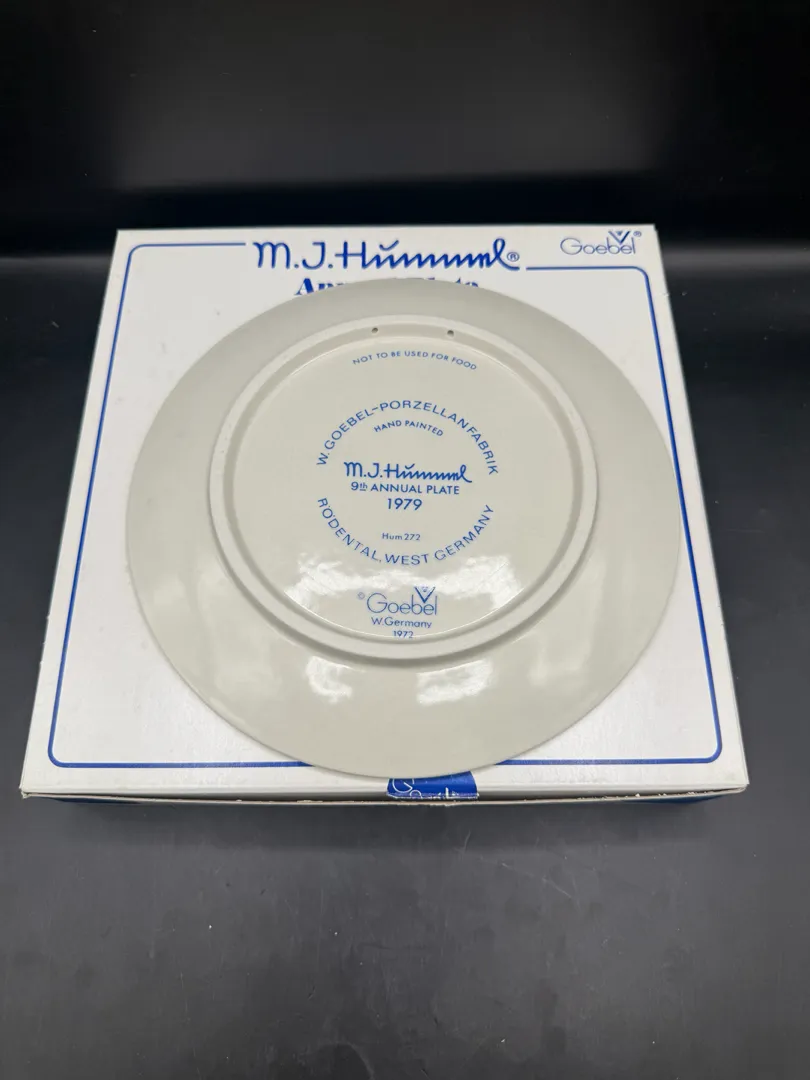 M.J.Hummel®
Goebel®
NOT TO BE USED FOR FOOD
W. GOEBEL-PORZELLANFABRIK
HAND PAINTED
M.J.Hummel
9th ANNUAL PLATE
1979
Hum 272
RODENTAL, WEST GERMANY
© Goebel
W.Germany
1972